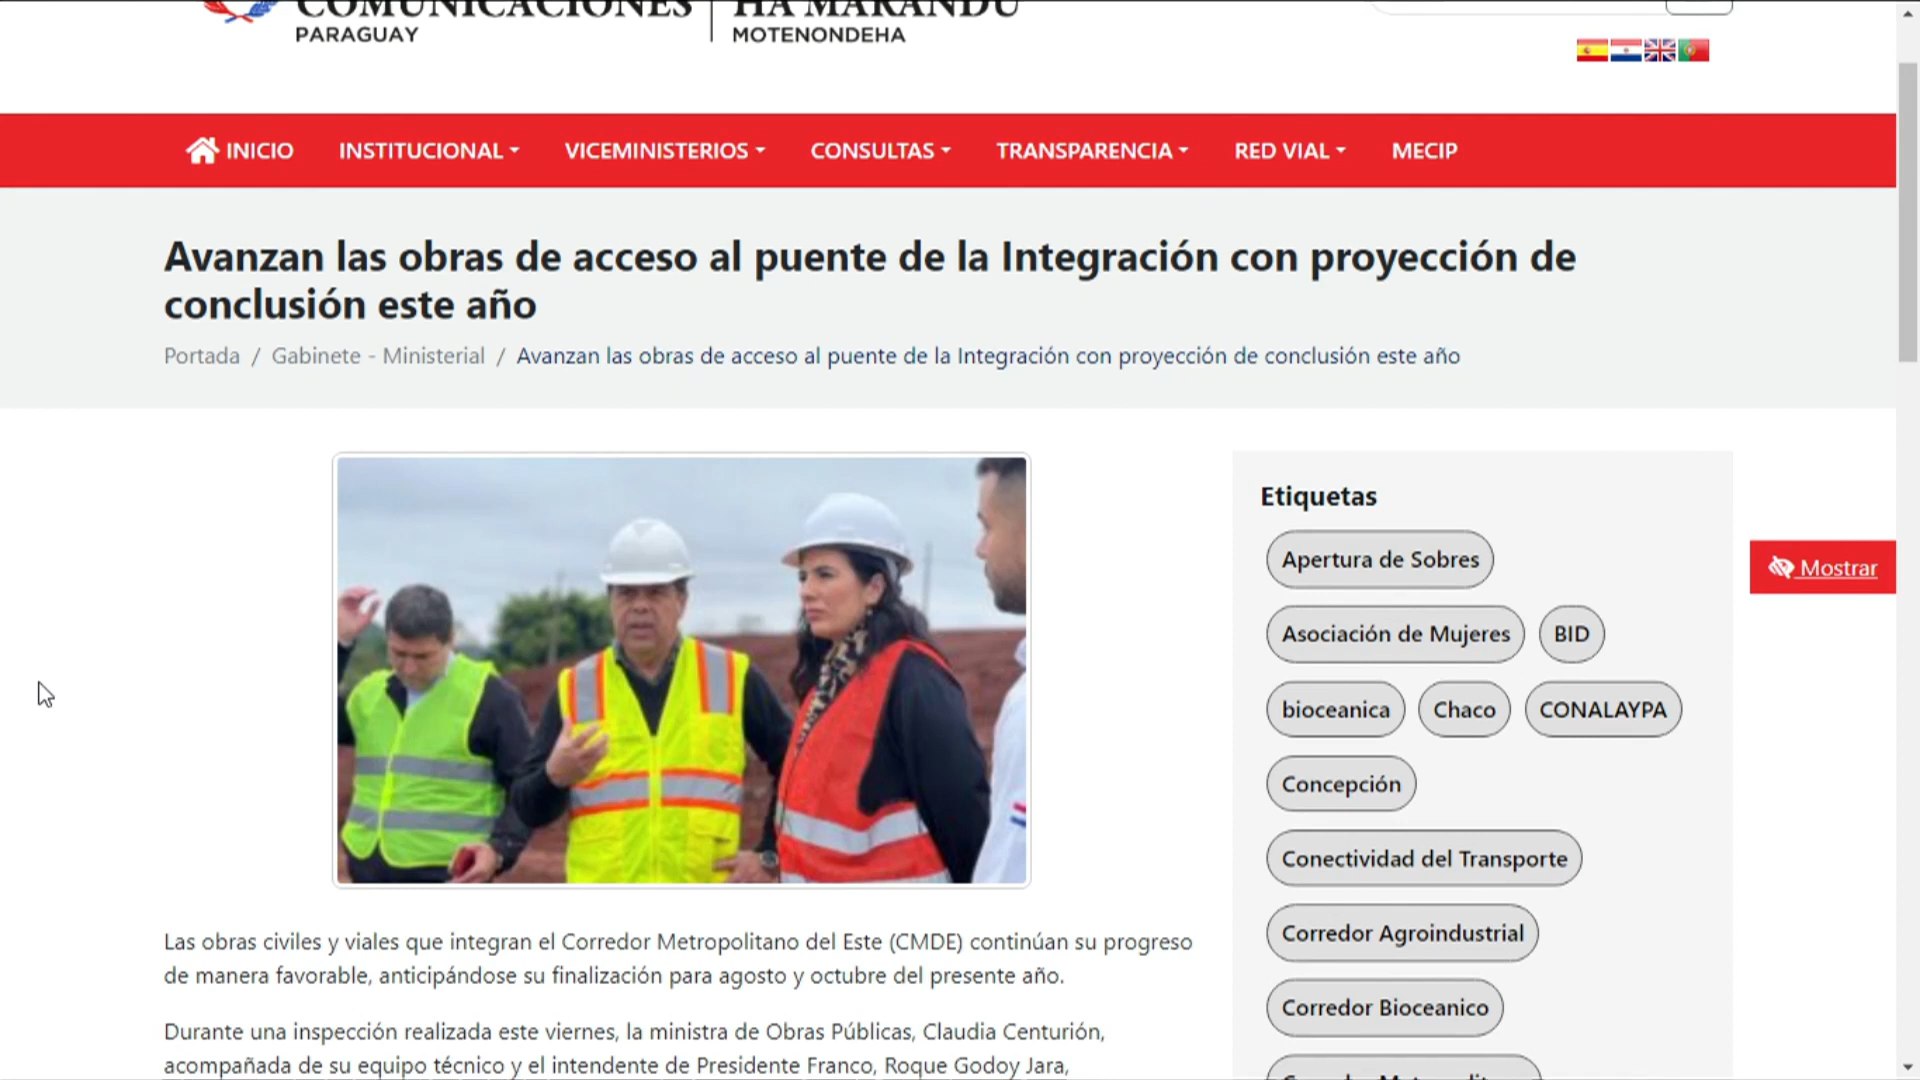 COMUNICACIONES
HA MARANDU
PARAGUAY
MOTENONDEHA
INICIO
INSTITUCIONAL
VICEMINISTERIOS
CONSULTAS
TRANSPARENCIA
RED VIAL
MECIP
Avanzan las obras de acceso al puente de la Integración con proyección de
conclusión este año
Portada / Gabinete - Ministerial / Avanzan las obras de acceso al puente de la Integración con proyección de conclusión este año
Las obras civiles y viales que integran el Corredor Metropolitano del Este (CMDE) continúan su progreso
de manera favorable, anticipándose su finalización para agosto y octubre del presente año.
Durante una inspección realizada este viernes, la ministra de Obras Públicas, Claudia Centurión,
acompañada de su equipo técnico y el intendente de Presidente Franco, Roque Godoy Jara,
Etiquetas
Apertura de Sobres
Asociación de Mujeres
BID
bioceanica
Chaco
CONALAYPA
Concepción
Conectividad del Transporte
Corredor Agroindustrial
Corredor Bioceanico
Mostrar